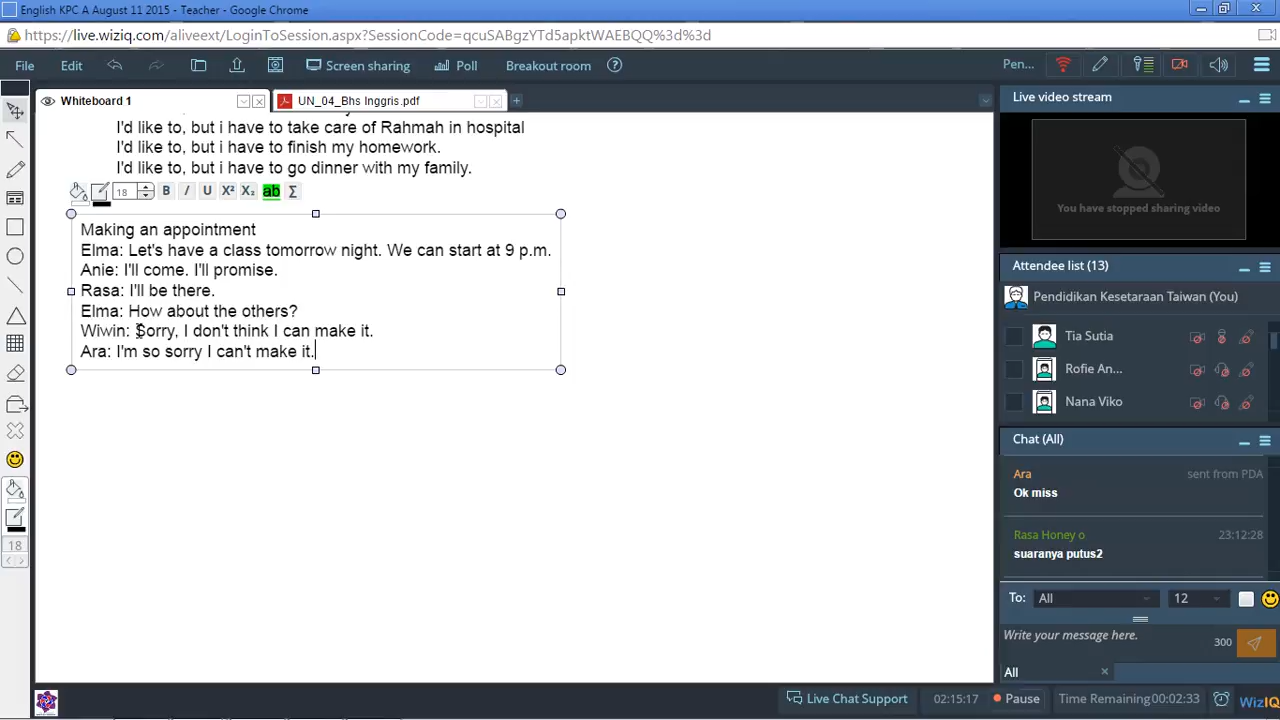 English KPC A August 11 2015 - Teacher - Google Chrome
https://live.wiziq.com/aliveext/LoginToSession.aspx?SessionCode=qcuSABgzYTd5apktWAEBQQ%3d%3d
File Edit Screen sharing Poll Breakout room Pen...
Whiteboard 1 UN_04_Bhs Inggris.pdf
I'd like to, but i have to take care of Rahmah in hospital
I'd like to, but i have to finish my homework.
I'd like to, but i have to go dinner with my family.
18 B I U X² X₂ ab Σ
Making an appointment
Elma: Let's have a class tomorrow night. We can start at 9 p.m.
Anie: I'll come. I'll promise.
Rasa: I'll be there.
Elma: How about the others?
Wiwin: Sorry, I don't think I can make it.
Ara: I'm so sorry I can't make it.
18
Live video stream
You have stopped sharing video
Attendee list (13)
Pendidikan Kesetaraan Taiwan (You)
Tia Sutia
Rofie An...
Nana Viko
Chat (All)
Ara sent from PDA
Ok miss
Rasa Honey o 23:12:28
suaranya putus2
To: All 12
Write your message here. 300
All
Live Chat Support 02:15:17 Pause Time Remaining00:02:33 WizIQ